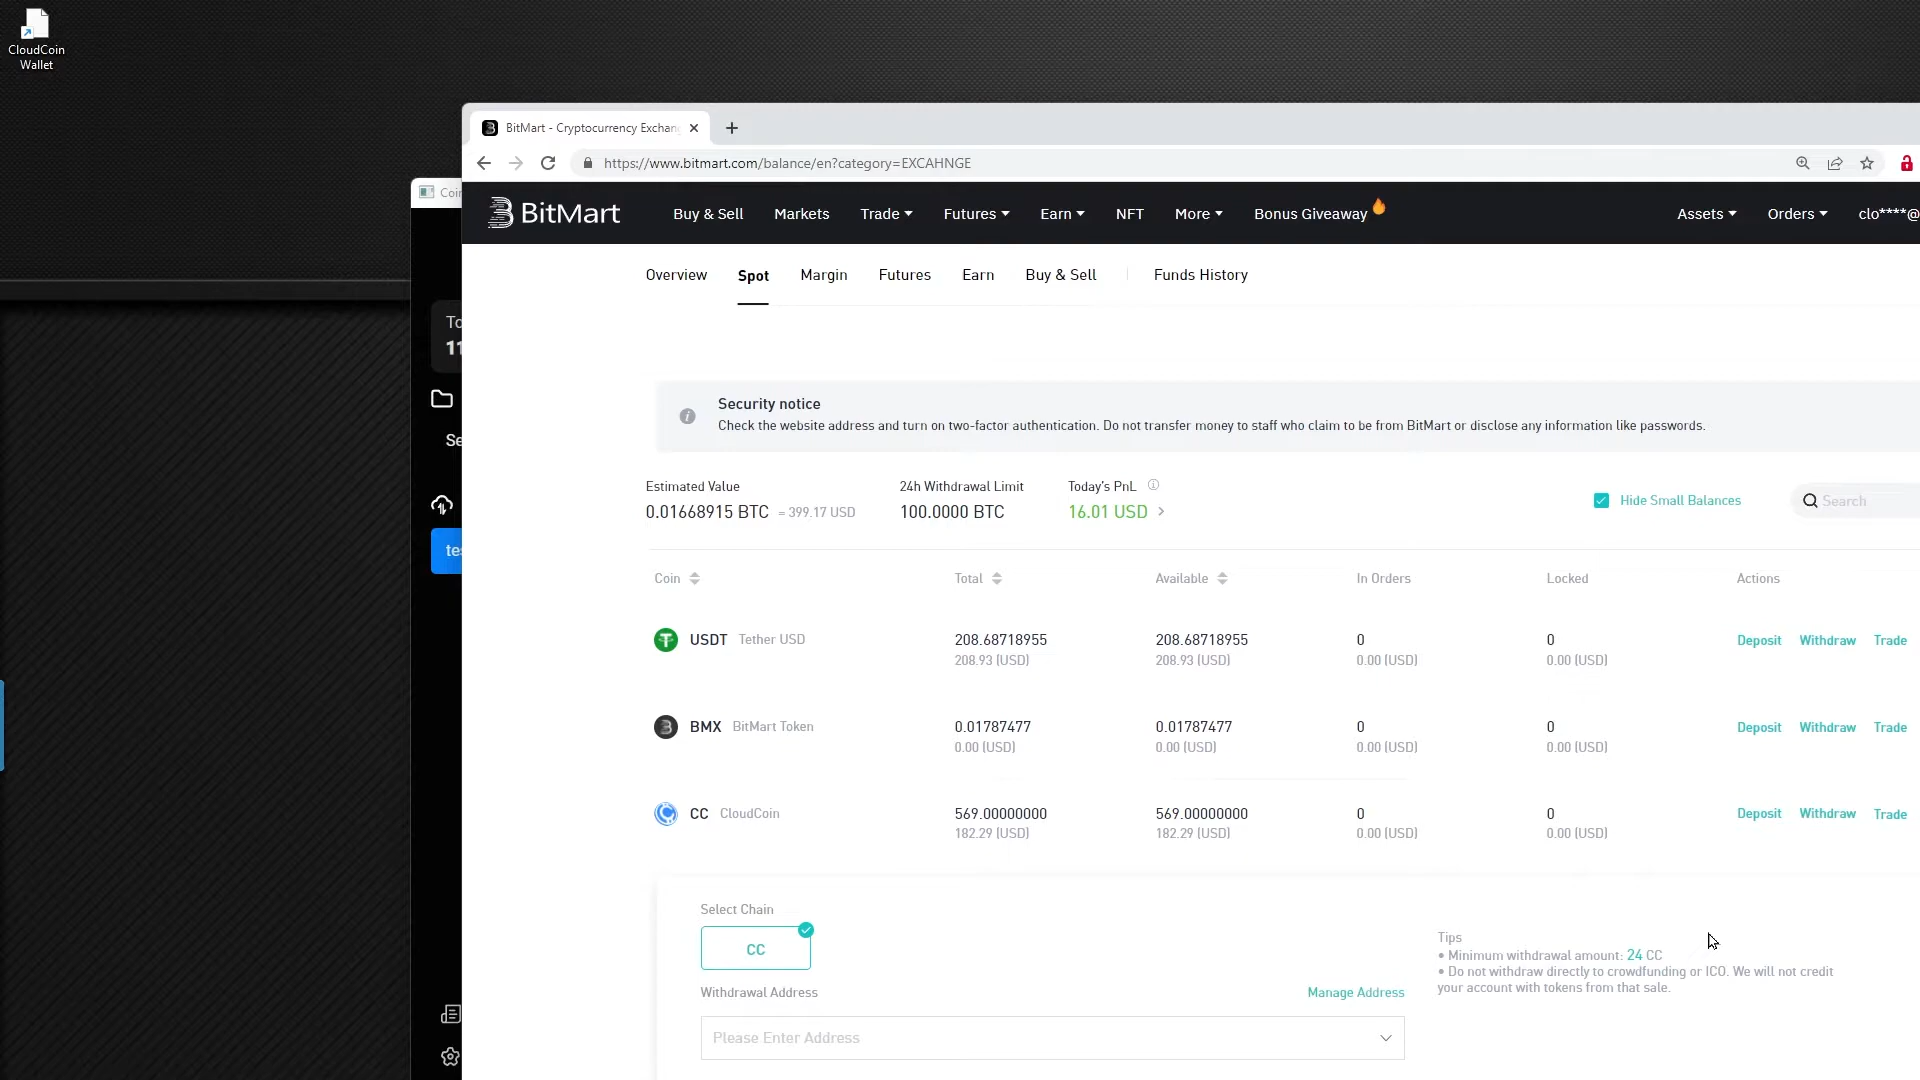 CloudCoin
Wallet
BitMart - Cryptocurrency Exchan
https://www.bitmart.com/balance/en?category=EXCAHNGE
Coin
BitMart Buy & Sell Markets Trade Futures Earn NFT More Bonus Giveaway Assets Orders clo****@
Overview Spot Margin Futures Earn Buy & Sell Funds History
To
11
Se
te
Security notice
Check the website address and turn on two-factor authentication. Do not transfer money to staff who claim to be from BitMart or disclose any information like passwords.
Estimated Value 24h Withdrawal Limit Today's PnL
0.01668915 BTC = 399.17 USD 100.0000 BTC 16.01 USD >
Hide Small Balances Search
Coin Total Available In Orders Locked Actions
USDT Tether USD 208.68718955 208.68718955 0 0 Deposit Withdraw Trade
208.93 (USD) 208.93 (USD) 0.00 (USD) 0.00 (USD)
BMX BitMart Token 0.01787477 0.01787477 0 0 Deposit Withdraw Trade
0.00 (USD) 0.00 (USD) 0.00 (USD) 0.00 (USD)
CC CloudCoin 569.00000000 569.00000000 0 0 Deposit Withdraw Trade
182.29 (USD) 182.29 (USD) 0.00 (USD) 0.00 (USD)
Select Chain
CC
Withdrawal Address Manage Address
Please Enter Address
Tips
• Minimum withdrawal amount: 24 CC
• Do not withdraw directly to crowdfunding or ICO. We will not credit
your account with tokens from that sale.